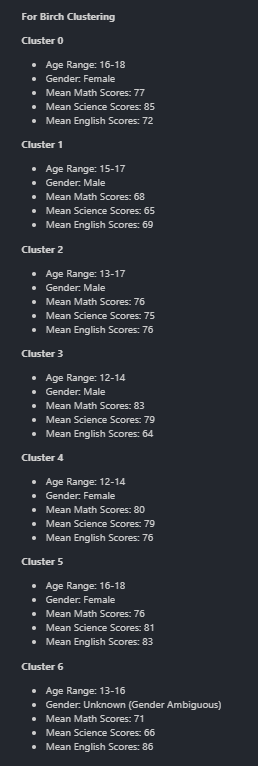 For Birch Clustering
Cluster 0
Age Range: 16-18
Gender: Female
Mean Math Scores: 77
Mean Science Scores: 85
Mean English Scores: 72
Cluster 1
Age Range: 15-17
Gender: Male
Mean Math Scores: 68
Mean Science Scores: 65
Mean English Scores: 69
Cluster 2
Age Range: 13-17
Gender: Male
Mean Math Scores: 76
Mean Science Scores: 75
Mean English Scores: 76
Cluster 3
Age Range: 12-14
Gender: Male
Mean Math Scores: 83
Mean Science Scores: 79
Mean English Scores: 64
Cluster 4
Age Range: 12-14
Gender: Female
Mean Math Scores: 80
Mean Science Scores: 79
Mean English Scores: 76
Cluster 5
Age Range: 16-18
Gender: Female
Mean Math Scores: 76
Mean Science Scores: 81
Mean English Scores: 83
Cluster 6
Age Range: 13-16
Gender: Unknown (Gender Ambiguous)
Mean Math Scores: 71
Mean Science Scores: 66
Mean English Scores: 86